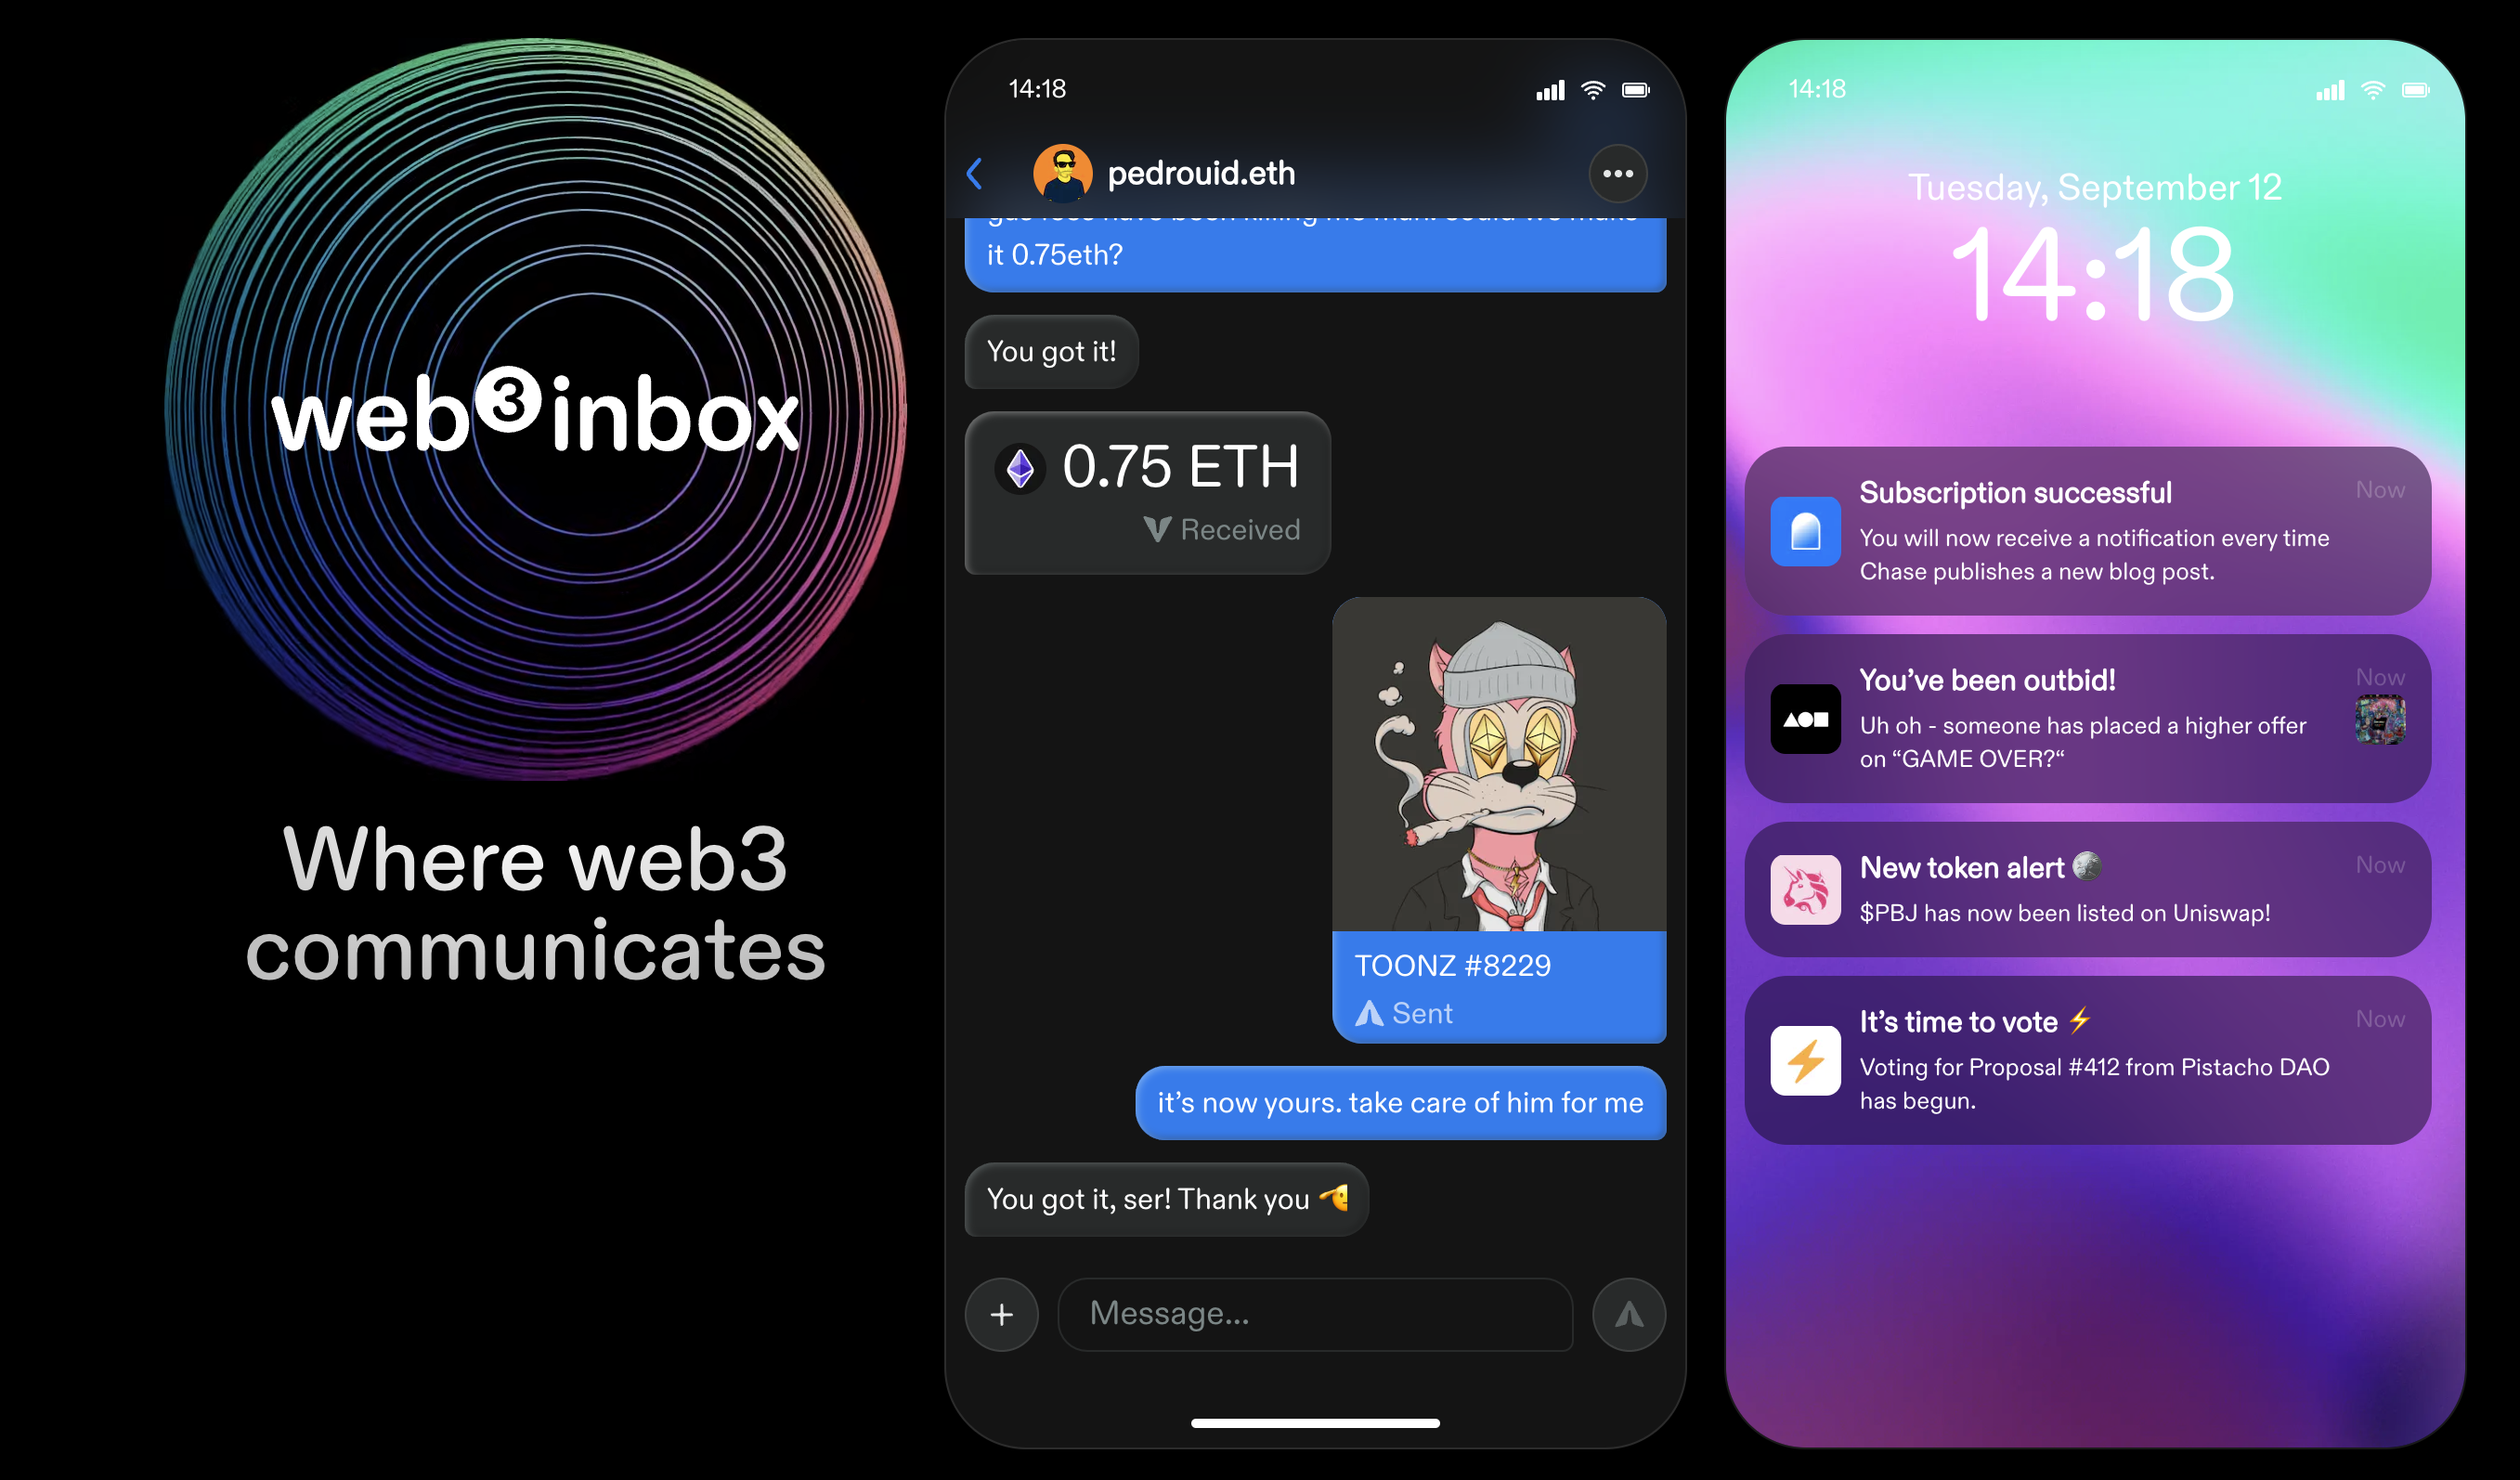 web3inbox
Where web3
communicates
14:18
pedrouid.eth
it 0.75eth?
You got it!
0.75 ETH
Received
TOONZ #8229
Sent
it’s now yours. take care of him for me
You got it, ser! Thank you
Message...
14:18
Tuesday, September 12
14:18
Subscription successful
Now
You will now receive a notification every time
Chase publishes a new blog post.
You’ve been outbid!
Now
Uh oh - someone has placed a higher offer
on “GAME OVER?“
New token alert
Now
$PBJ has now been listed on Uniswap!
It’s time to vote ⚡
Now
Voting for Proposal #412 from Pistacho DAO
has begun.